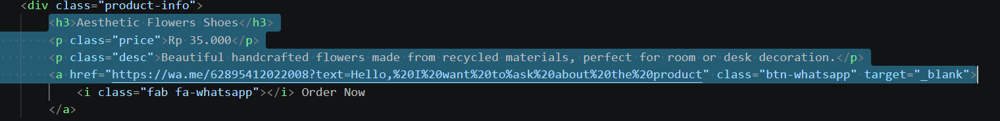 <div class="product-info">
<h3>Aesthetic Flowers Shoes</h3>
<p class="price">Rp 35.000</p>
<p class="desc">Beautiful handcrafted flowers made from recycled materials, perfect for room or desk decoration.</p>
<a href="https://wa.me/62895412022008?text=Hello,%20I%20want%20to%ask%20about%20the%20product" class="btn-whatsapp" target="_blank">
<i class="fab fa-whatsapp"></i> Order Now
</a>